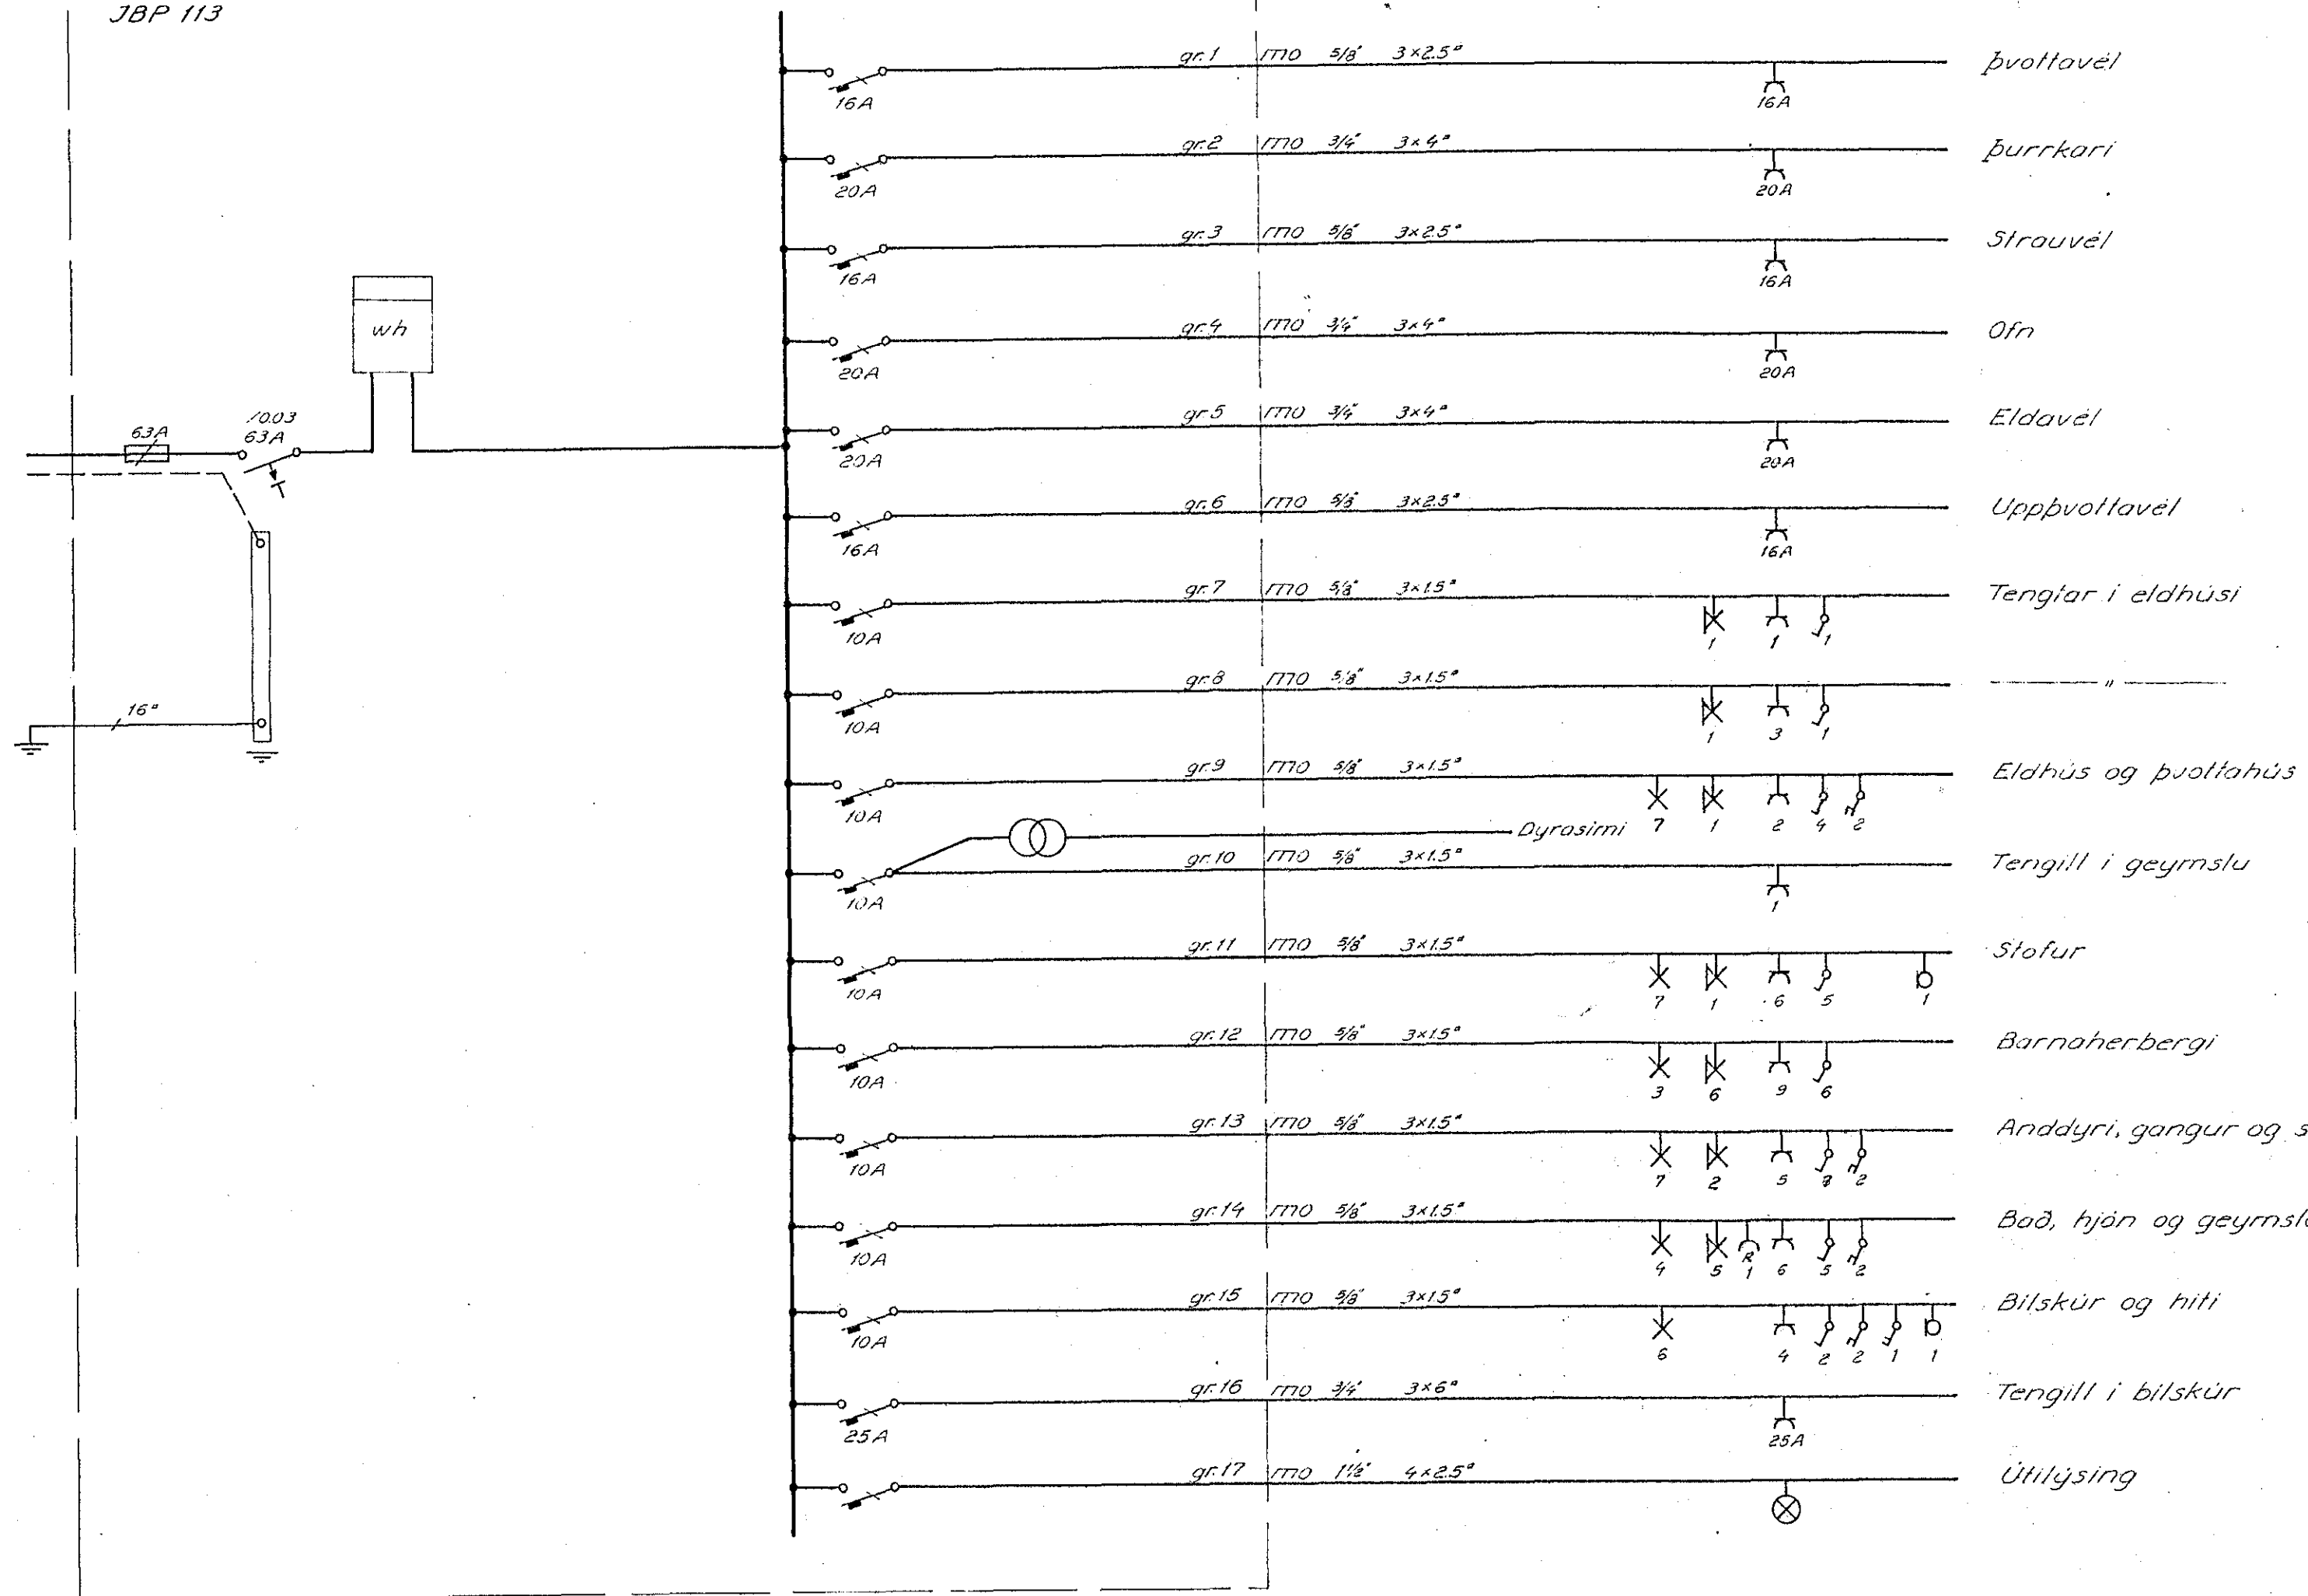 JBP 113
gr.1 mo 5/8" 3×2.5▫ Þvottavél
16A 16A
gr.2 mo 3/4" 3×4▫ Þurrkari
20A 20A
gr.3 mo 5/8" 3×2.5▫ Strauvél
16A 16A
wh
gr.4 mo 3/4" 3×4▫ Ofn
20A 20A
63A
/0.03
63A
gr.5 mo 3/4" 3×4▫ Eldavél
20A 20A
gr.6 mo 5/8" 3×2.5▫ Uppþvottavél
16A 16A
gr.7 mo 5/8" 3×1.5▫ Tenglar í eldhúsi
10A 1 1 1
gr.8 mo 5/8" 3×1.5▫ "
10A 1 3 1
16▫
gr.9 mo 5/8" 3×1.5▫ Eldhús og þvottahús
10A 7 1 2 4 2
Dyrasími
gr.10 mo 5/8" 3×1.5▫ Tengill í geymslu
10A 1
gr.11 mo 5/8" 3×1.5▫ Stofur
10A 7 1 6 5 1
gr.12 mo 5/8" 3×1.5▫ Barnaherbergi
10A 3 6 9 6
gr.13 mo 5/8" 3×1.5▫ Anddyri, gangur og s
10A 7 2 5 2
gr.14 mo 5/8" 3×1.5▫ Bað, hjón og geymsl
10A 4 5 R 1 6 5 2
gr.15 mo 5/8" 3×1.5▫ Bílskúr og hiti
10A 6 4 2 2 1 1
gr.16 mo 3/4" 3×6▫ Tengill í bílskúr
25A 25A
gr.17 mo 1½" 4×2.5▫ Útilýsing